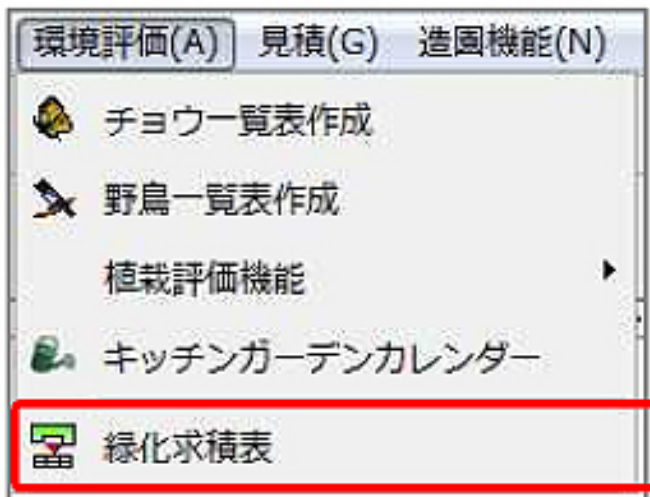 環境評価(A) 見積(G) 造園機能(N)
チョウ一覧表作成
野鳥一覧表作成
植栽評価機能
キッチンガーデンカレンダー
緑化求積表